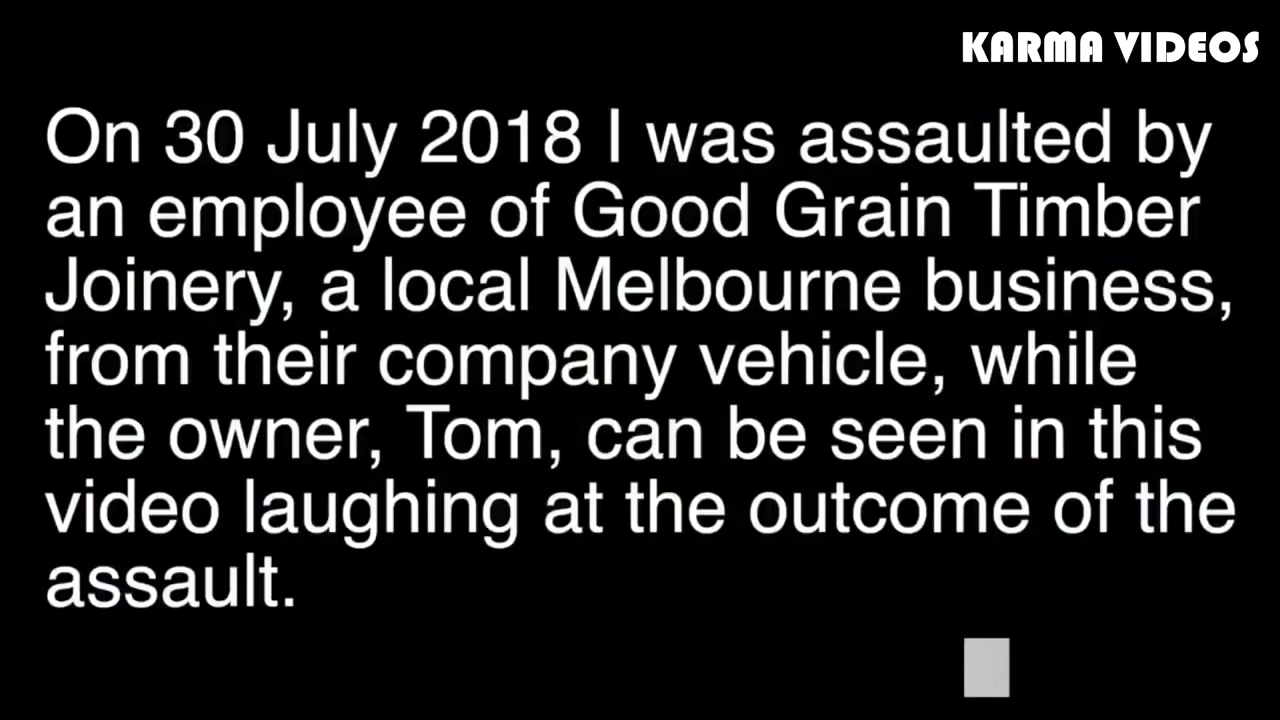 KARMA VIDEOS
On 30 July 2018 I was assaulted by
an employee of Good Grain Timber
Joinery, a local Melbourne business,
from their company vehicle, while
the owner, Tom, can be seen in this
video laughing at the outcome of the
assault.